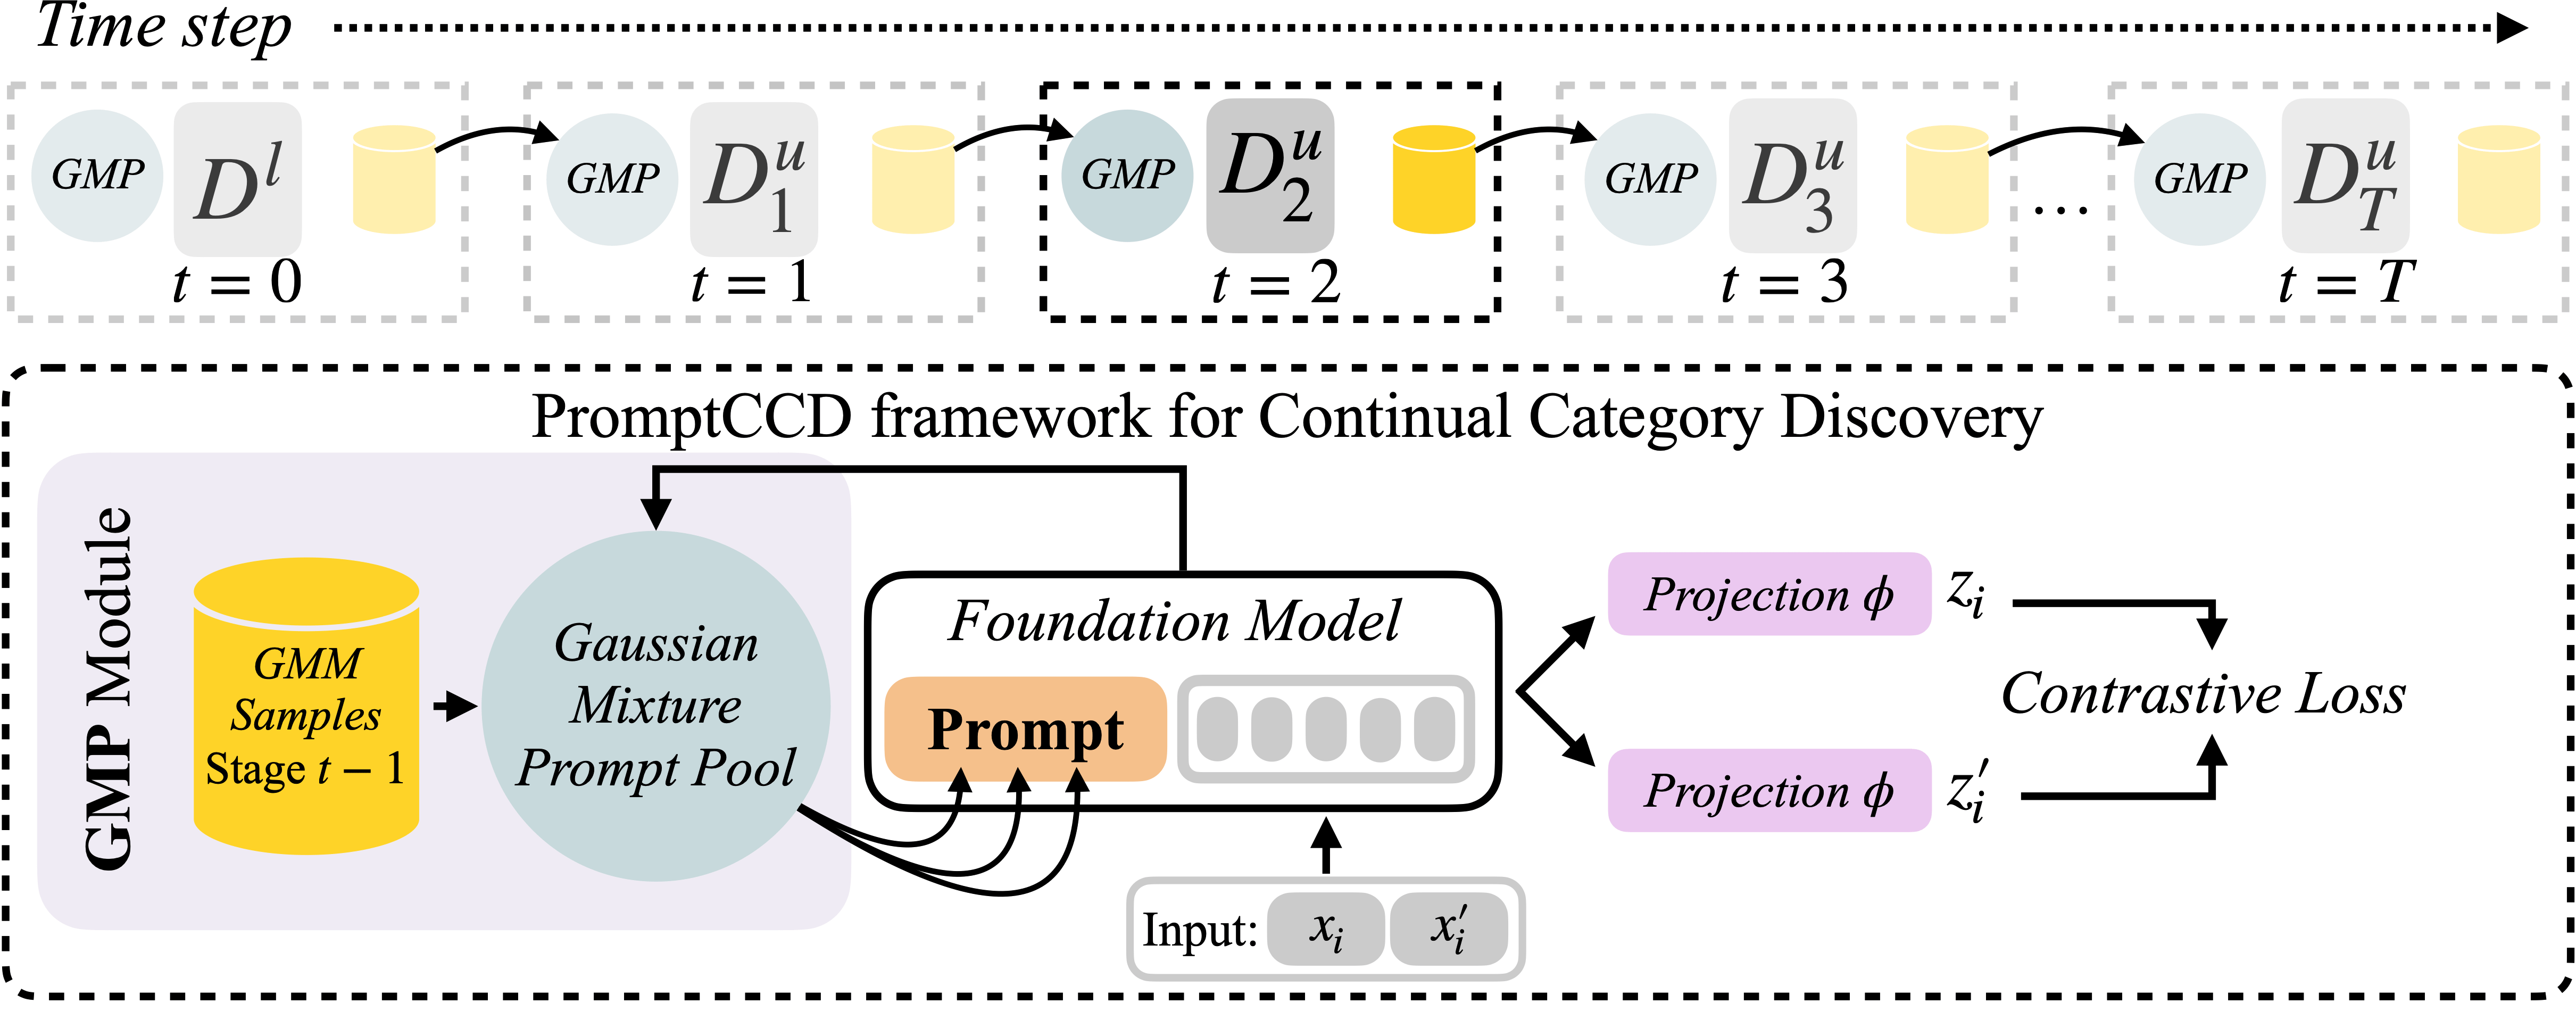 Time step
GMP D^l
t = 0
GMP D_1^u
t = 1
GMP D_2^u
t = 2
GMP D_3^u
t = 3
...
GMP D_T^u
t = T
PromptCCD framework for Continual Category Discovery
GMP Module
GMM
Samples
Stage t − 1
Gaussian
Mixture
Prompt Pool
Foundation Model
Prompt
Input: x_i x_i′
Projection ϕ z_i
Projection ϕ z_i′
Contrastive Loss